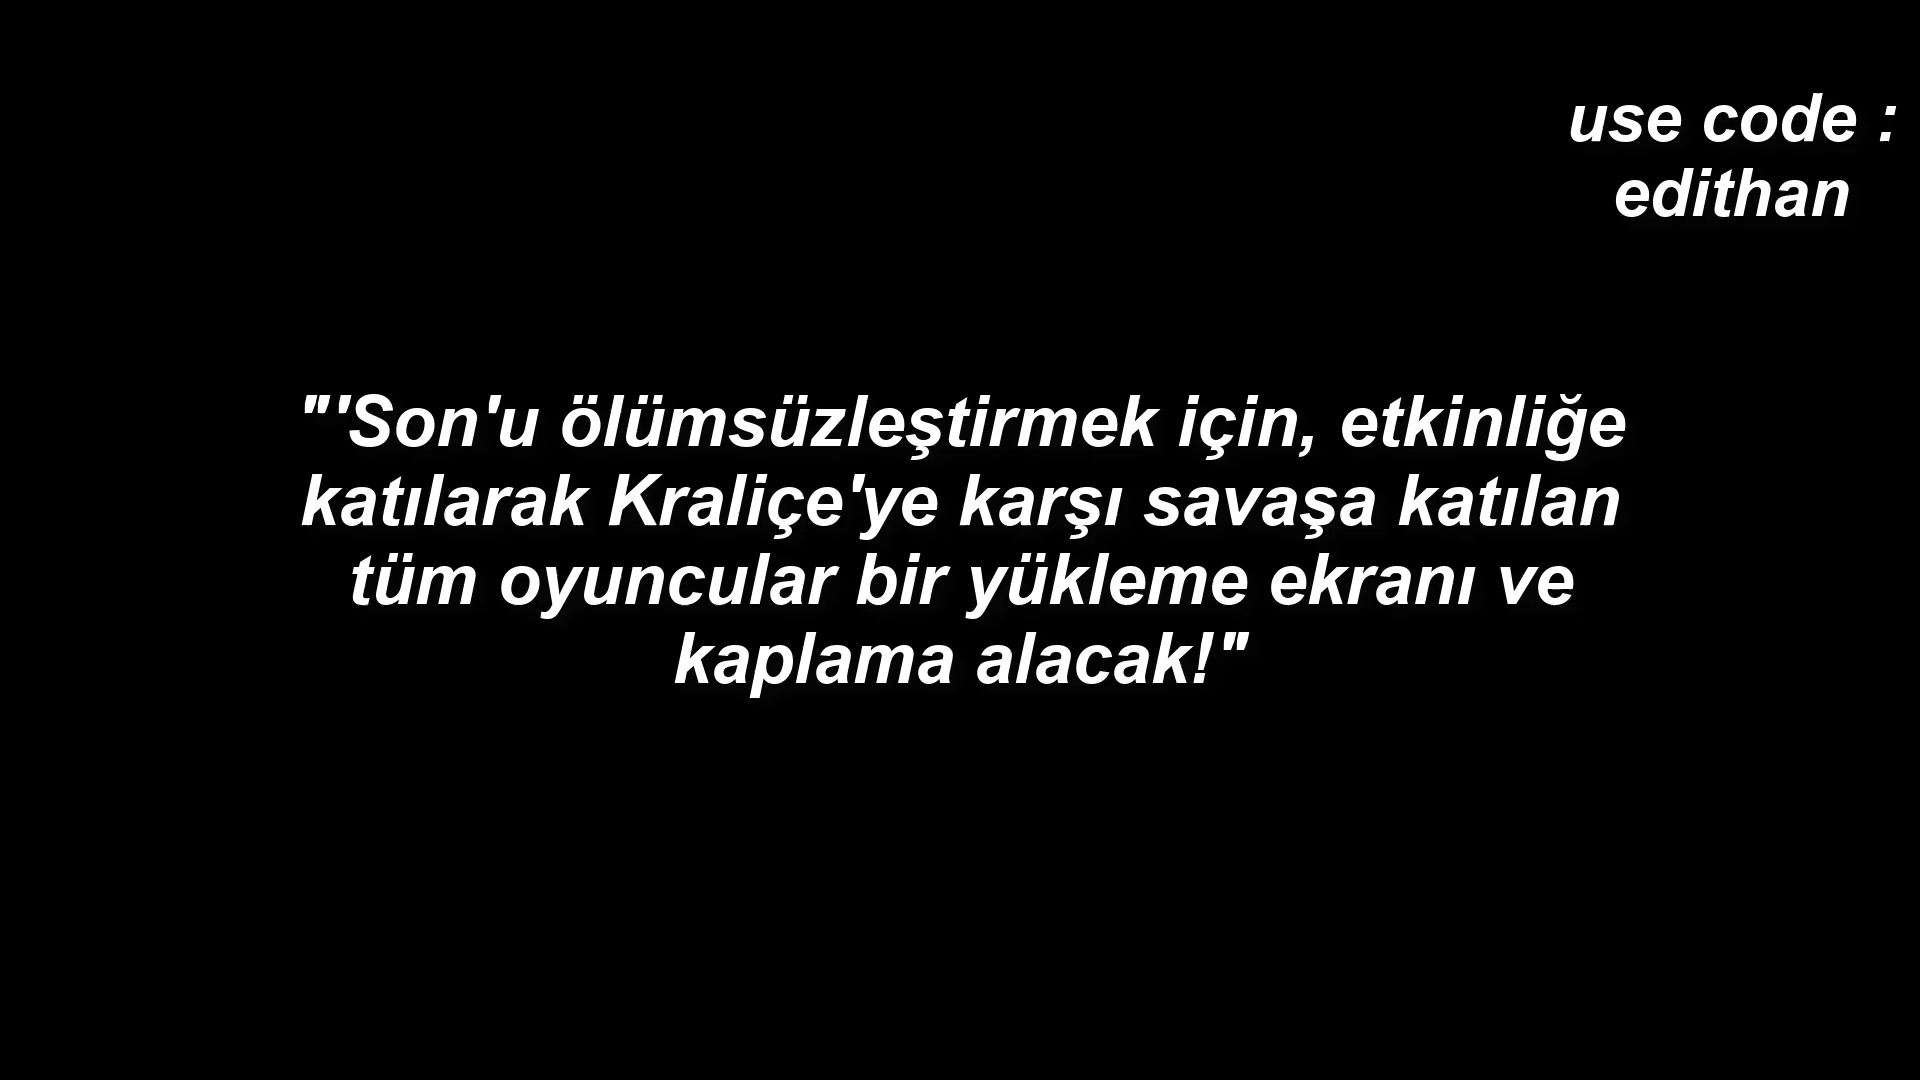 use code :
edithan
"'Son'u ölümsüzleştirmek için, etkinliğe
katılarak Kraliçe'ye karşı savaşa katılan
tüm oyuncular bir yükleme ekranı ve
kaplama alacak!"